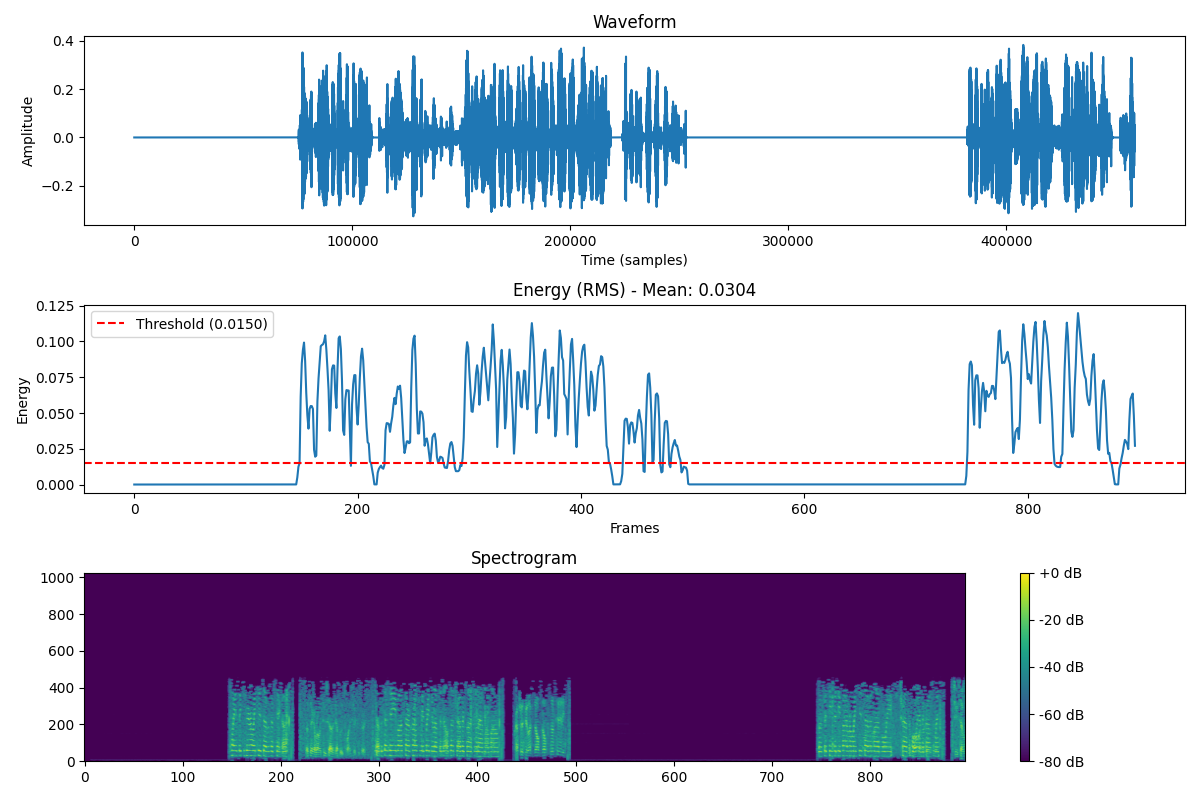 Waveform
0.4
0.2
0.0
−0.2
Amplitude
0 100000 200000 300000 400000
Time (samples)
Energy (RMS) - Mean: 0.0304
0.125
0.100
0.075
0.050
0.025
0.000
Energy
Threshold (0.0150)
0 200 400 600 800
Frames
Spectrogram
1000
800
600
400
200
0
0 100 200 300 400 500 600 700 800
+0 dB
-20 dB
-40 dB
-60 dB
-80 dB